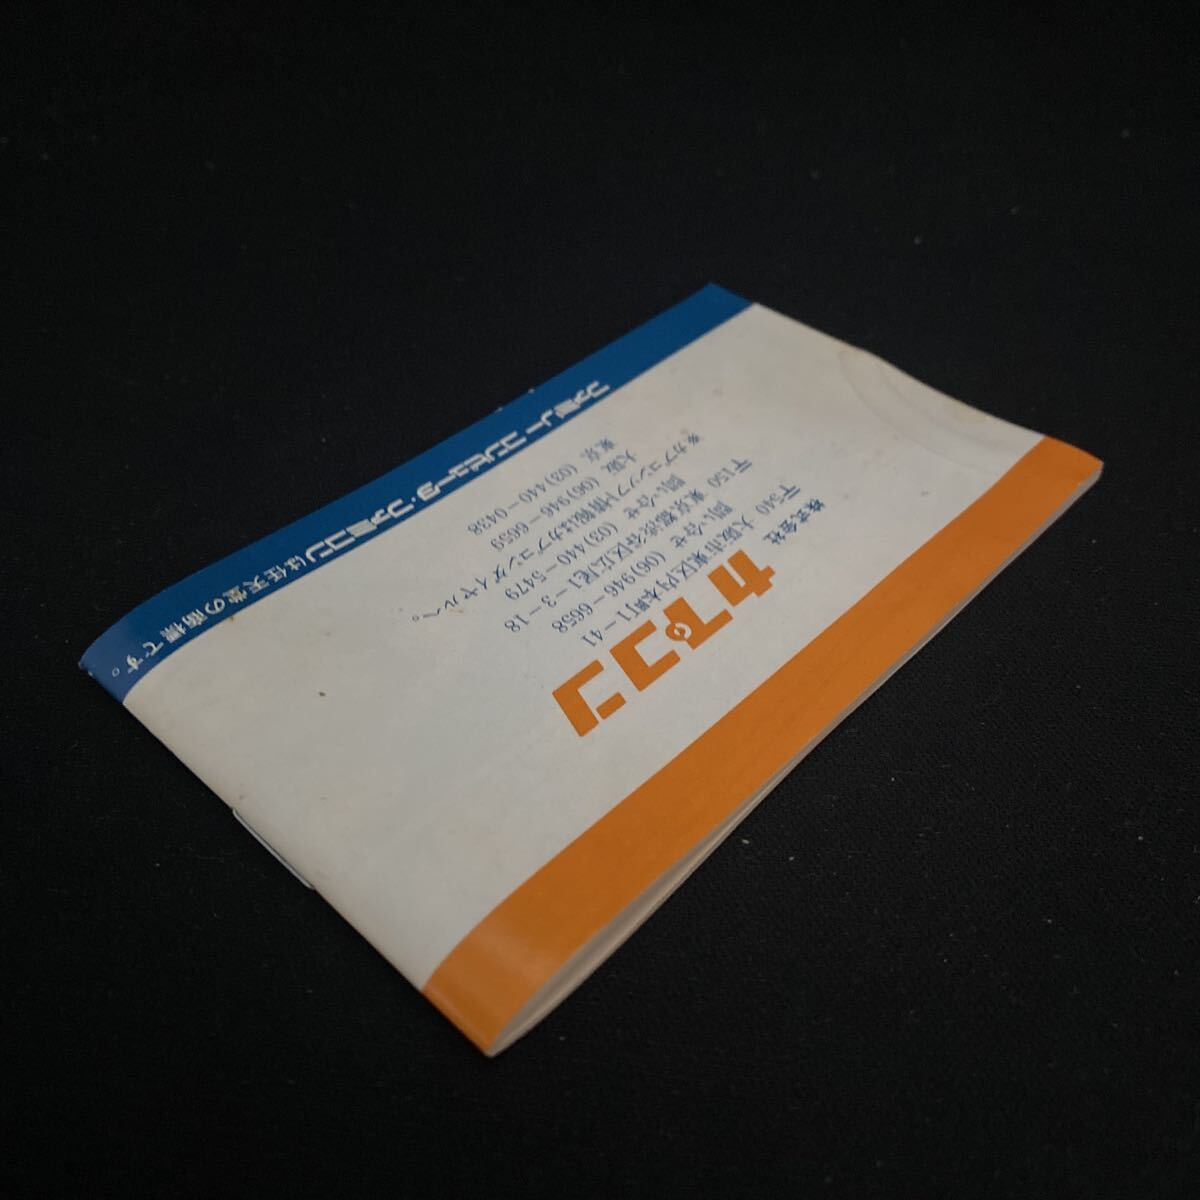 株式会社
カプコン
〒540 大阪市東区内本町1-41
問い合せ (06)946-6658
〒150 東京都渋谷区広尾1-3-18
問い合せ (03)440-5479
※カプコンソフト情報はカプコンダイヤルへ。
大阪 (06)946-6659
東京 (03)440-0438
ファミリーコンピュータ・ファミコンは任天堂の商標です。